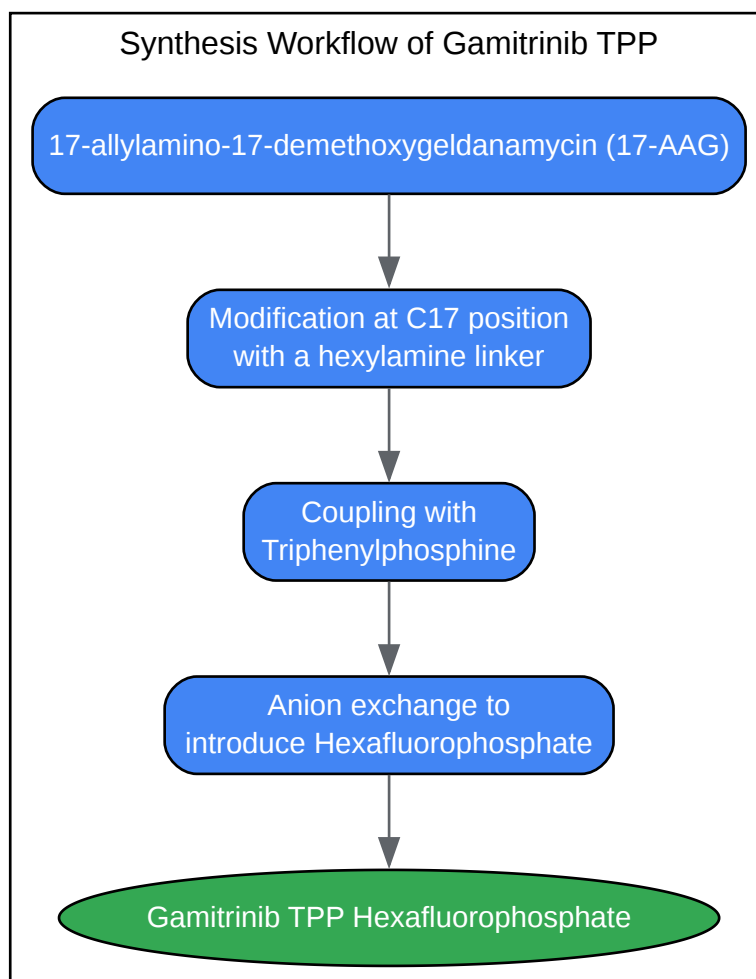 Synthesis Workflow of Gamitrinib TPP
17-allylamino-17-demethoxygeldanamycin (17-AAG)
Modification at C17 position
with a hexylamine linker
Coupling with
Triphenylphosphine
Anion exchange to
introduce Hexafluorophosphate
Gamitrinib TPP Hexafluorophosphate